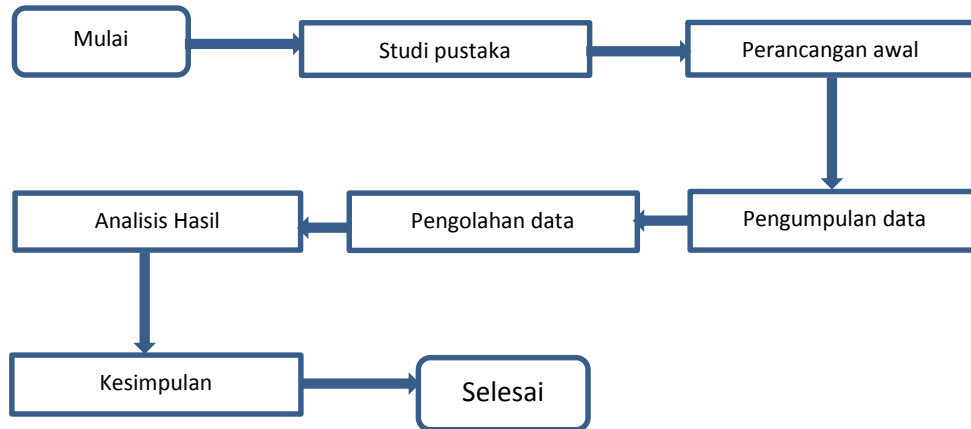 Mulai
Studi pustaka
Perancangan awal
Pengumpulan data
Pengolahan data
Analisis Hasil
Kesimpulan
Selesai